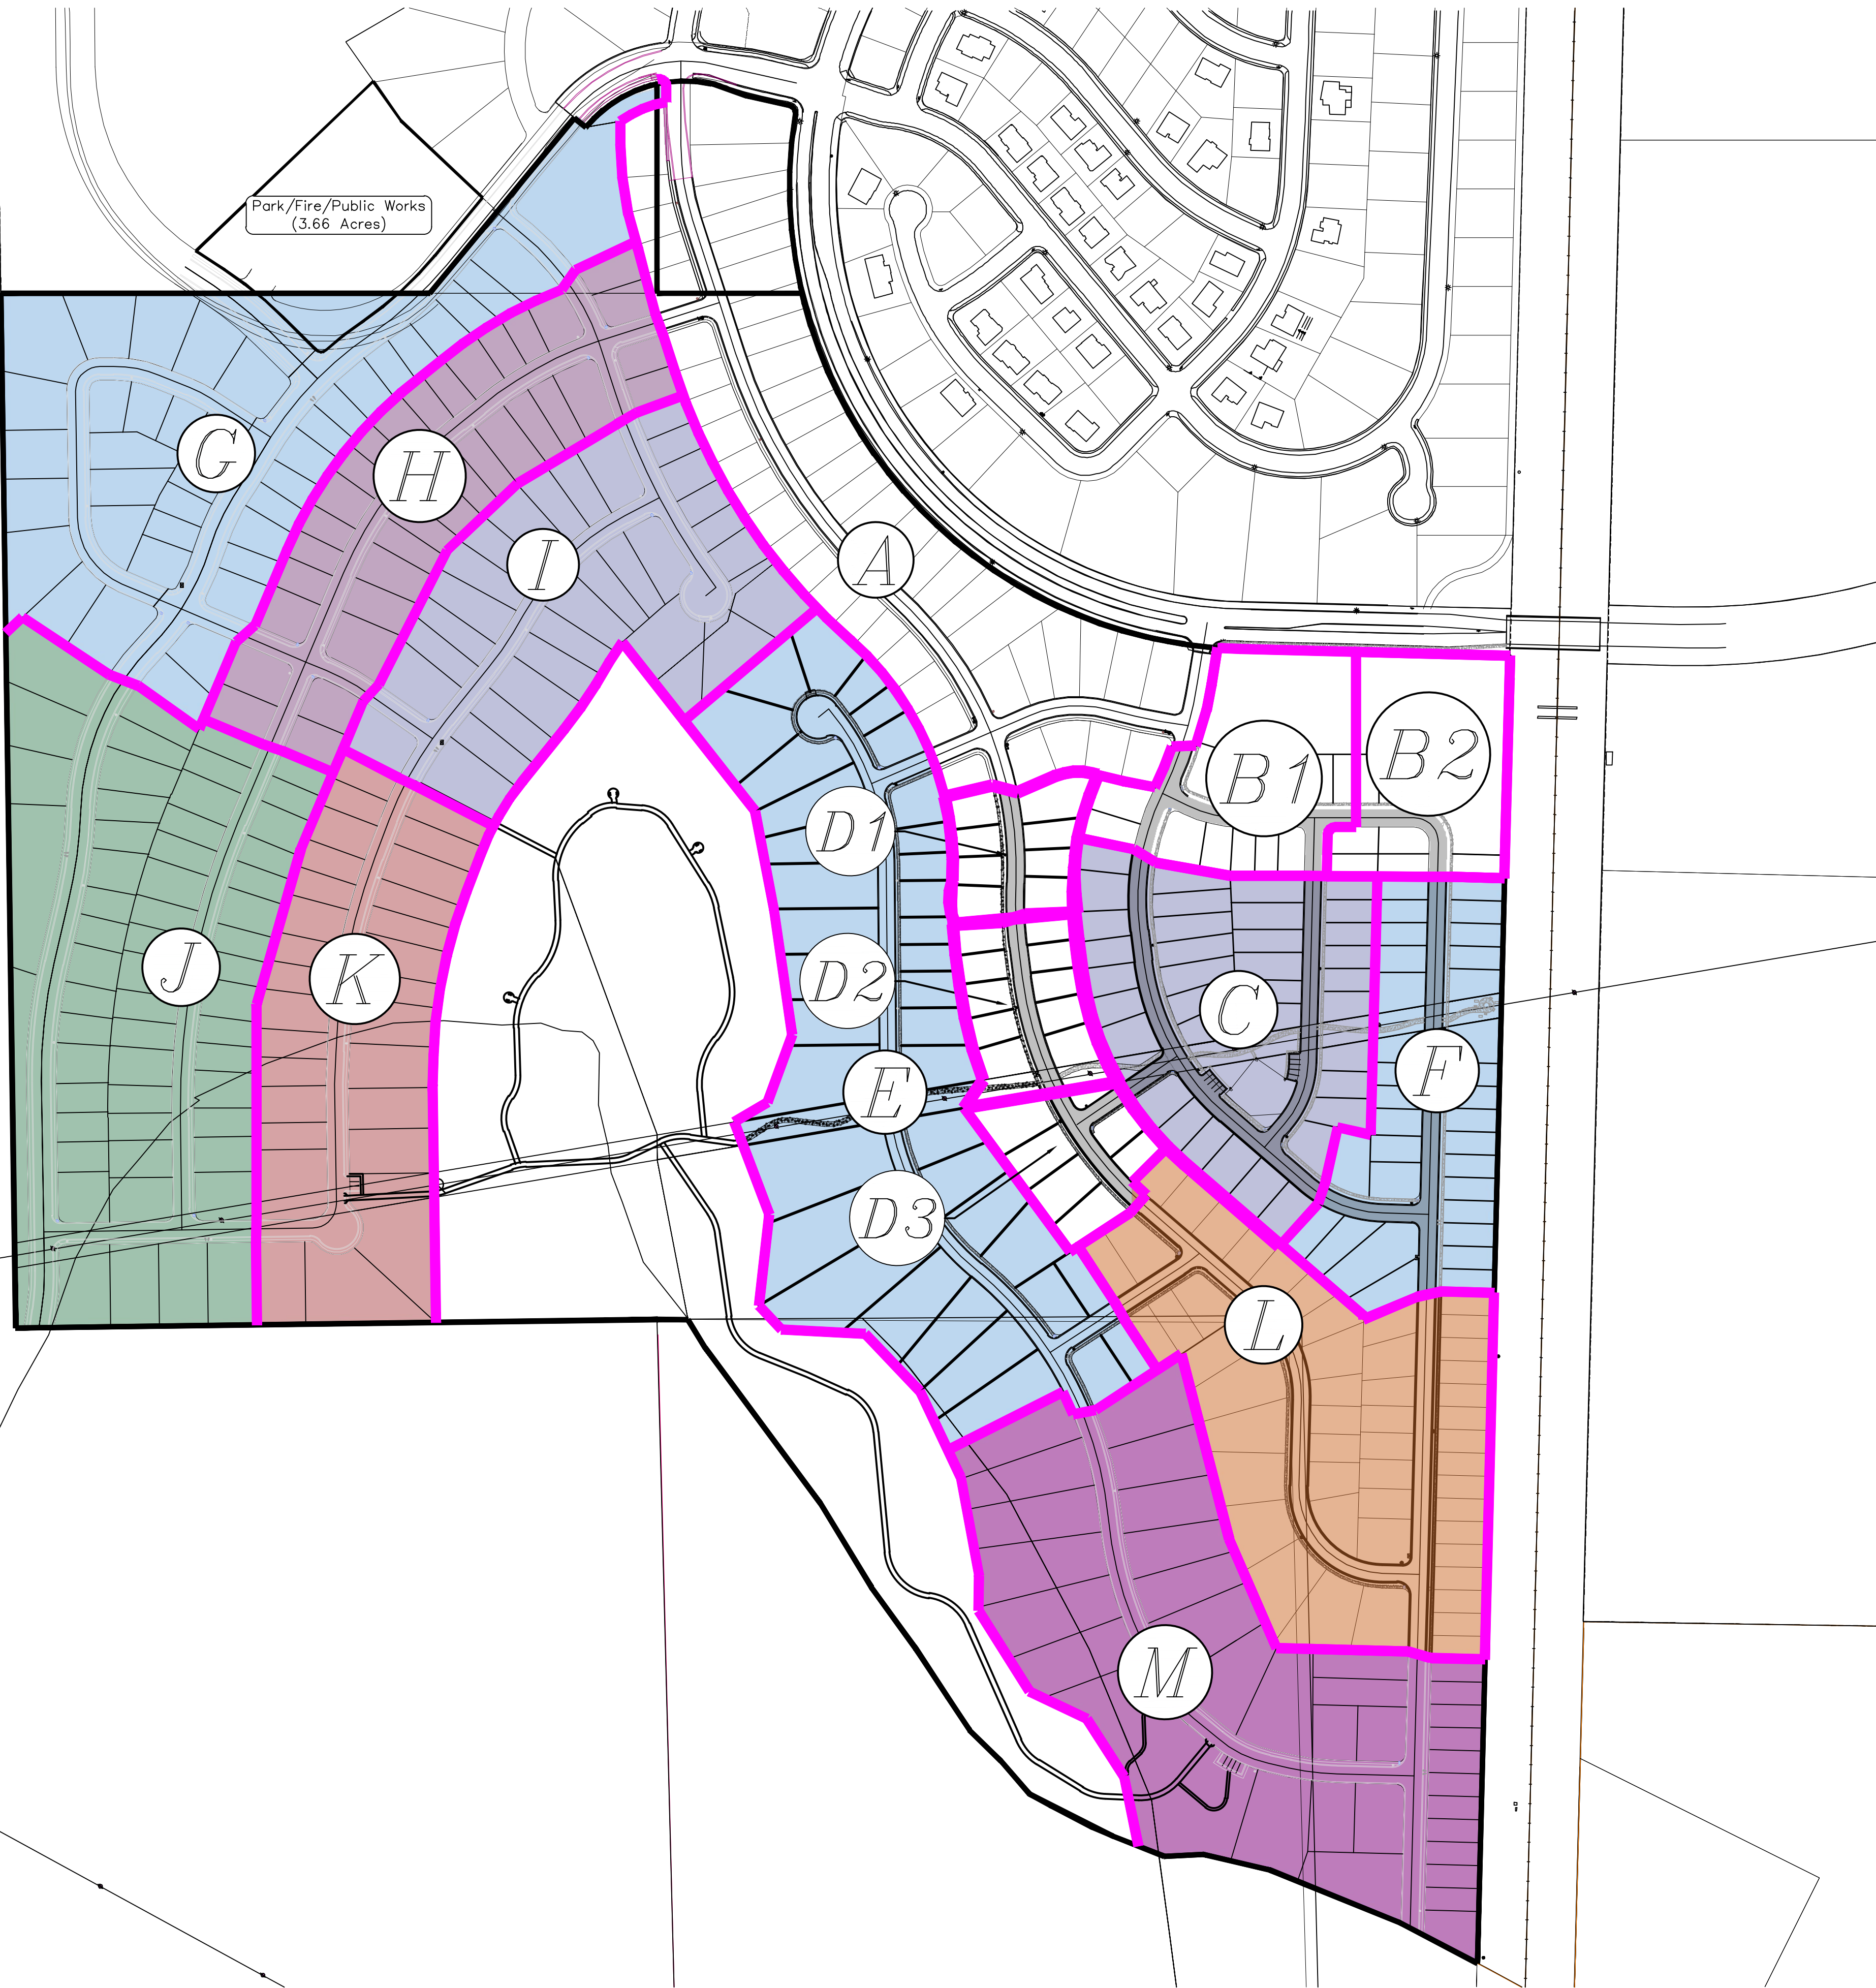 Park/Fire/Public Works
(3.66 Acres)
G
H
I
A
B1
B2
D1
J
K
D2
C
E
F
D3
L
M